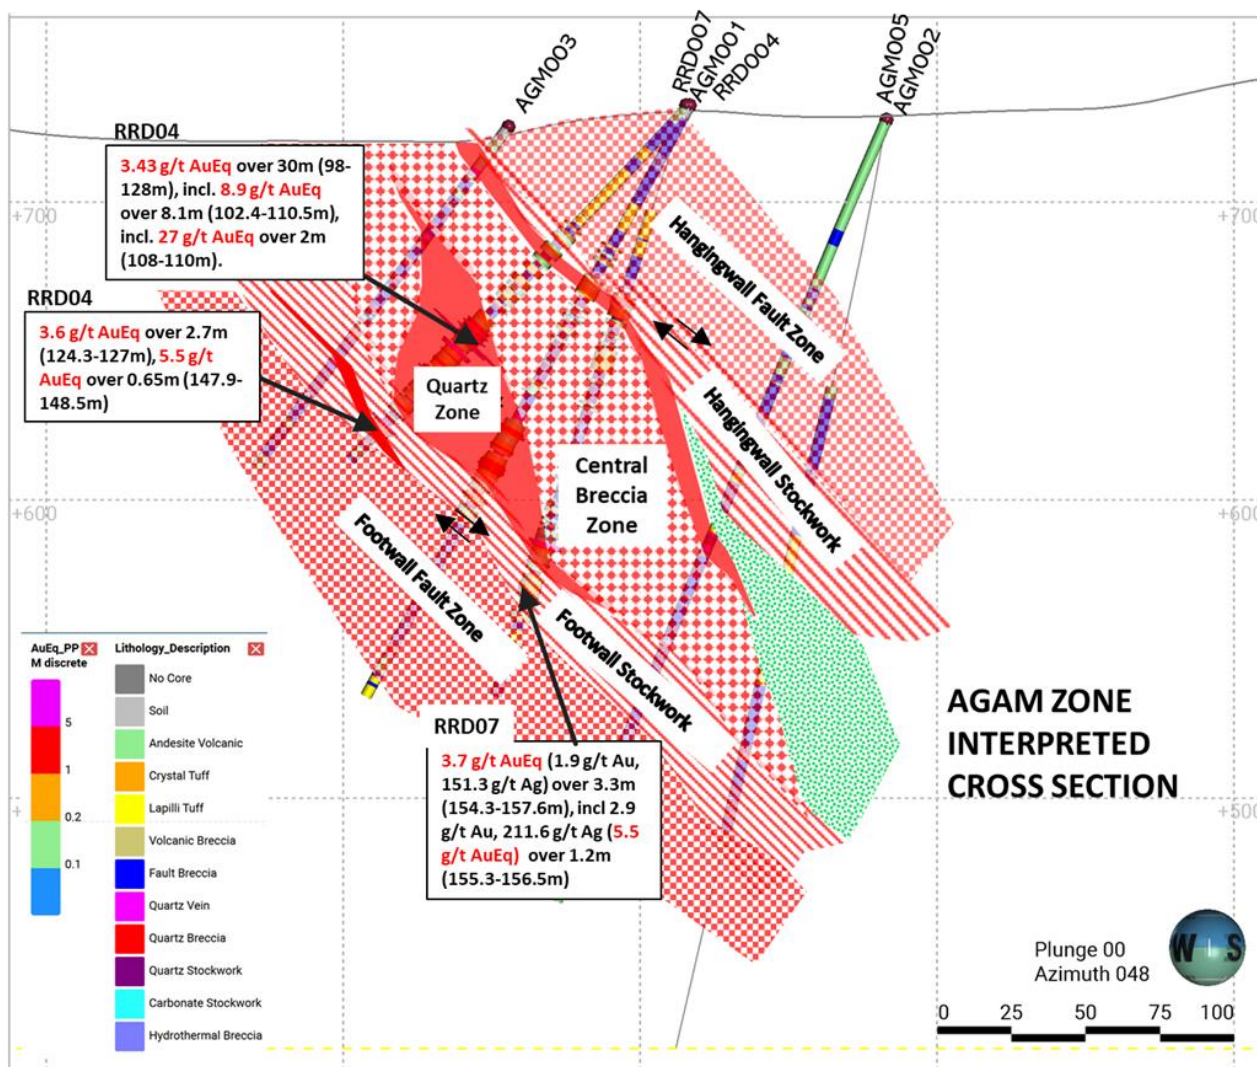 AGM003
RRD007
AGM001
RRD004
AGM005
AGM002
RRD04
3.43 g/t AuEq over 30m (98-
128m), incl. 8.9 g/t AuEq
over 8.1m (102.4-110.5m),
incl. 27 g/t AuEq over 2m
(108-110m).
+700
+700
RRD04
3.6 g/t AuEq over 2.7m
(124.3-127m), 5.5 g/t
AuEq over 0.65m (147.9-
148.5m)
Hangingwall Fault Zone
Quartz
Zone
Hangingwall Stockwork
Central
Breccia
Zone
+600
+600
Footwall Fault Zone
Footwall Stockwork
AuEq_PP
M discrete
5
1
0.2
0.1
Lithology_Description
No Core
Soil
Andesite Volcanic
Crystal Tuff
Lapilli Tuff
Volcanic Breccia
Fault Breccia
Quartz Vein
Quartz Breccia
Quartz Stockwork
Carbonate Stockwork
Hydrothermal Breccia
RRD07
3.7 g/t AuEq (1.9 g/t Au,
151.3 g/t Ag) over 3.3m
(154.3-157.6m), incl 2.9
g/t Au, 211.6 g/t Ag (5.5
g/t AuEq) over 1.2m
(155.3-156.5m)
AGAM ZONE
INTERPRETED
CROSS SECTION
+500
Plunge 00
Azimuth 048
W S
0 25 50 75 100